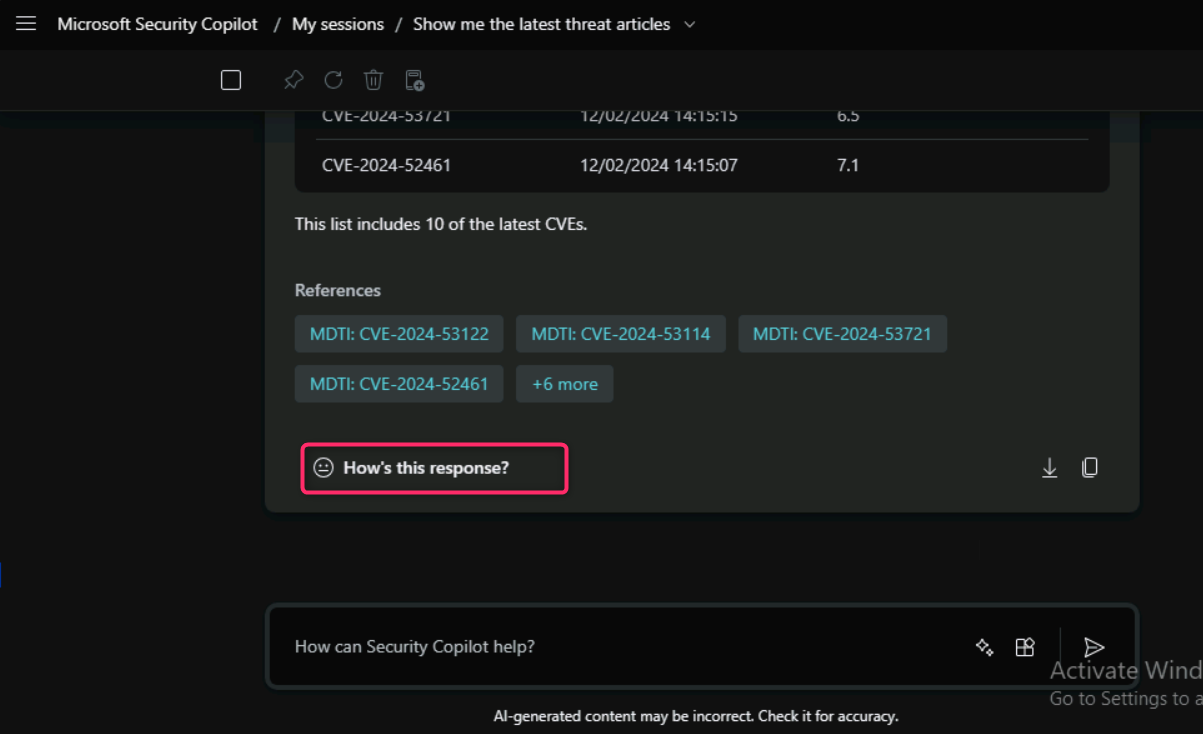 Microsoft Security Copilot / My sessions / Show me the latest threat articles
CVE-2024-53721 12/02/2024 14:15:15 6.5
CVE-2024-52461 12/02/2024 14:15:07 7.1
This list includes 10 of the latest CVEs.
References
MDTI: CVE-2024-53122 MDTI: CVE-2024-53114 MDTI: CVE-2024-53721
MDTI: CVE-2024-52461 +6 more
How's this response?
How can Security Copilot help?
Activate Wind
Go to Settings to a
AI-generated content may be incorrect. Check it for accuracy.